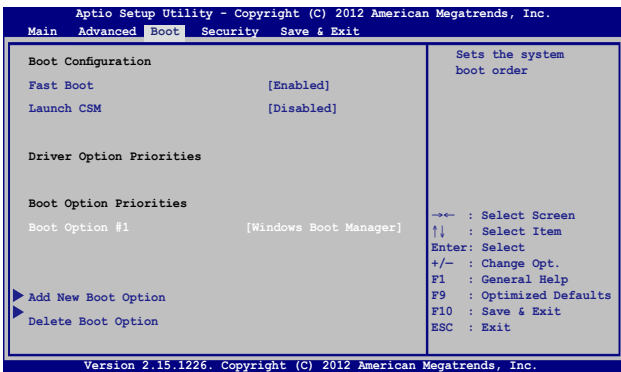 Aptio Setup Utility - Copyright (C) 2012 American Megatrends, Inc.
Main Advanced Boot Security Save & Exit
Boot Configuration
Fast Boot [Enabled]
Launch CSM [Disabled]
Driver Option Priorities
Boot Option Priorities
Boot Option #1 [Windows Boot Manager]
Add New Boot Option
Delete Boot Option
Sets the system
boot order
→← : Select Screen
↑↓ : Select Item
Enter: Select
+/— : Change Opt.
F1 : General Help
F9 : Optimized Defaults
F10 : Save & Exit
ESC : Exit
Version 2.15.1226. Copyright (C) 2012 American Megatrends, Inc.